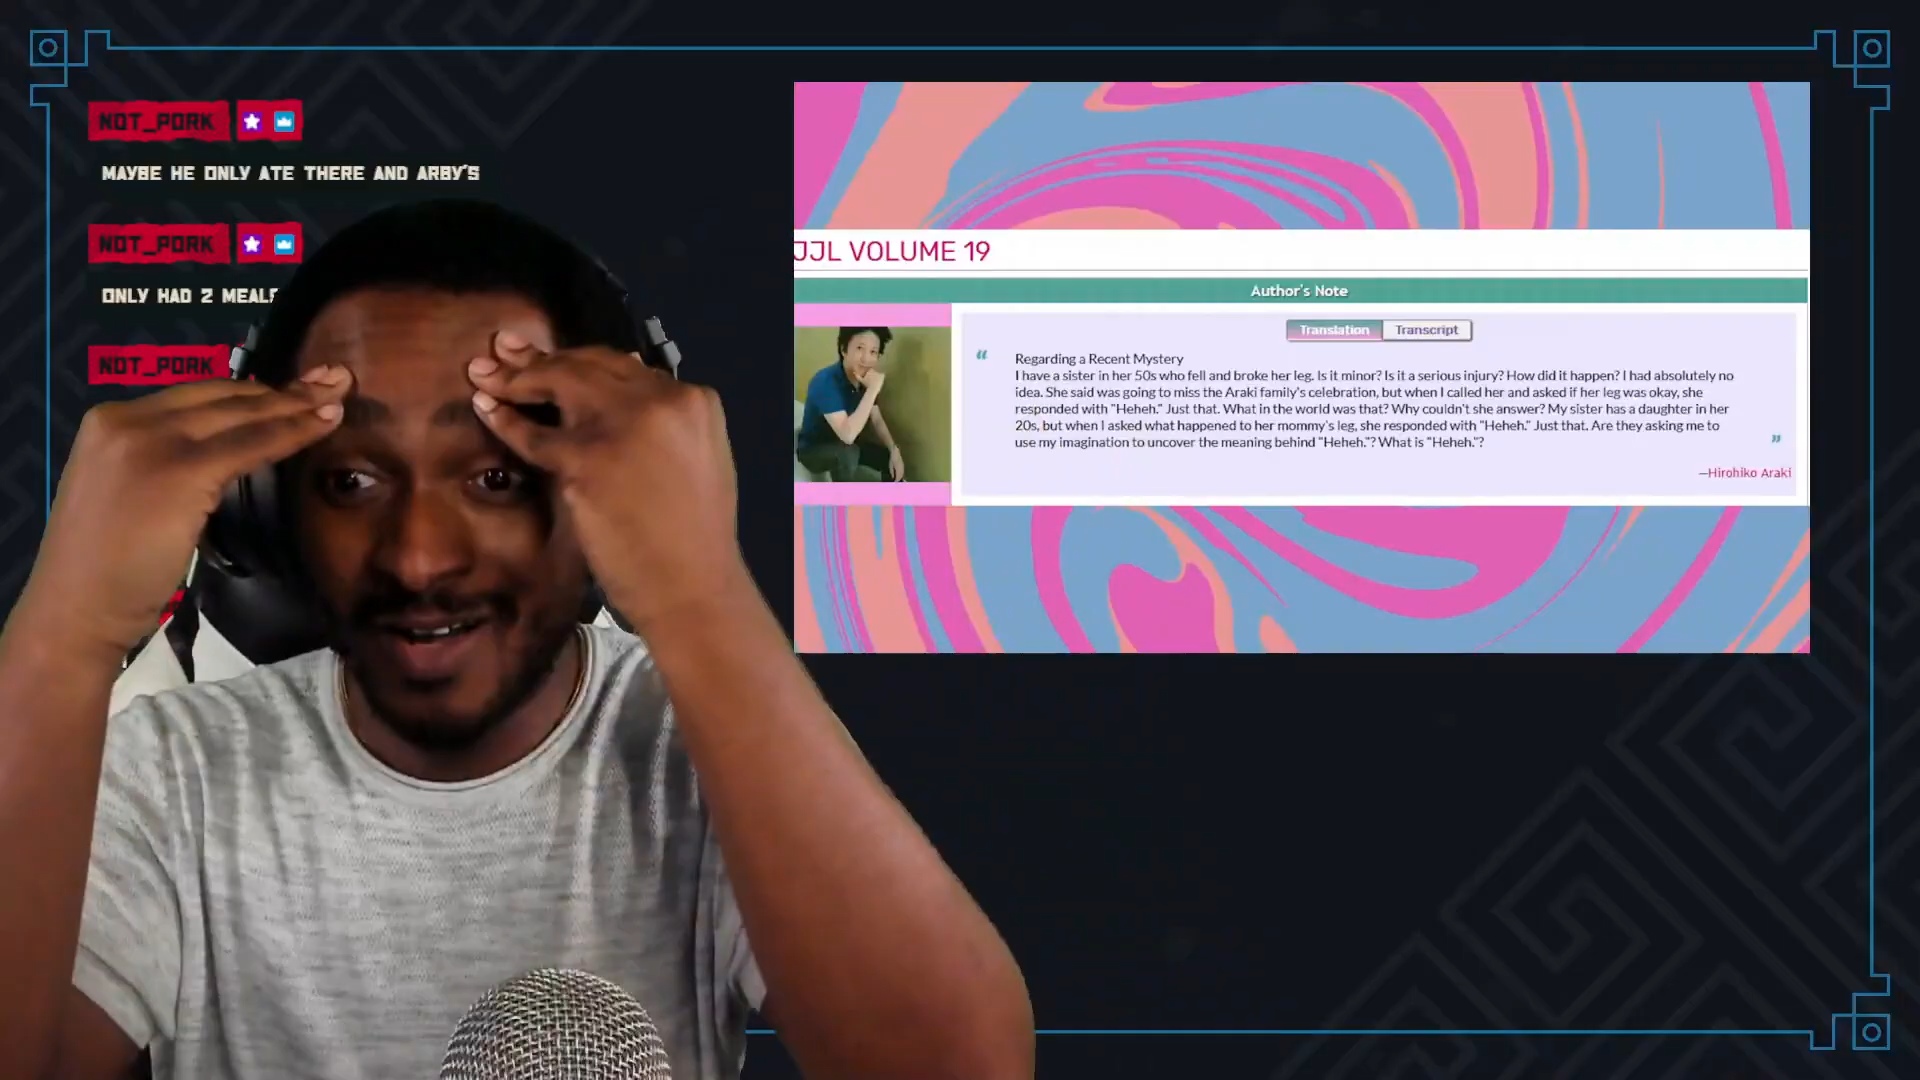 NOT_PORK
MAYBE HE ONLY ATE THERE AND ARBY'S
NOT_PORK
ONLY HAD 2 MEALS
NOT_PORK
JJL VOLUME 19
Author's Note
Translation Transcript
Regarding a Recent Mystery
I have a sister in her 50s who fell and broke her leg. Is it minor? Is it a serious injury? How did it happen? I had absolutely no
idea. She said was going to miss the Araki family's celebration, but when I called her and asked if her leg was okay, she
responded with "Heheh." Just that. What in the world was that? Why couldn't she answer? My sister has a daughter in her
20s, but when I asked what happened to her mommy's leg, she responded with "Heheh." Just that. Are they asking me to
use my imagination to uncover the meaning behind "Heheh."? What is "Heheh."?
—Hirohiko Araki